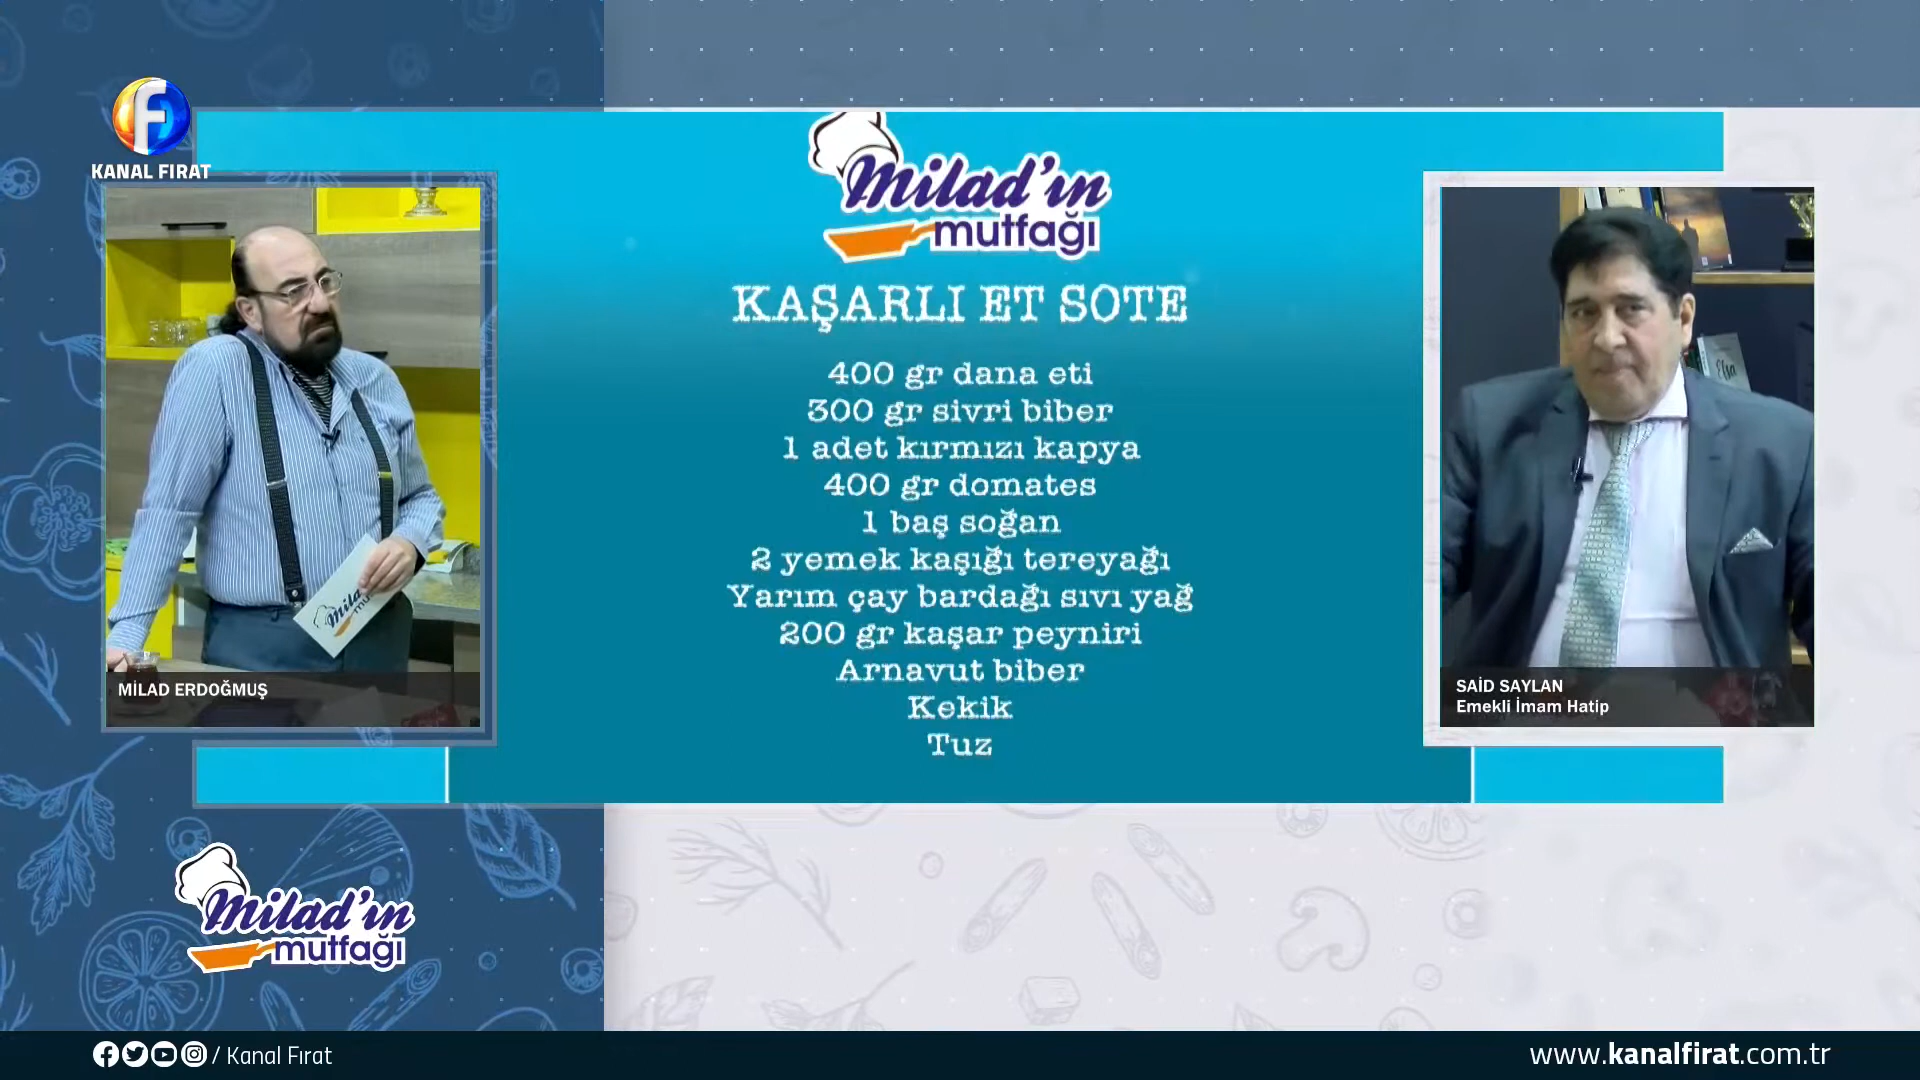 KANAL FIRAT
Milad'ın
mutfağı
KAŞARLI ET SOTE
400 gr dana eti
300 gr sivri biber
1 adet kırmızı kapya
400 gr domates
1 baş soğan
2 yemek kaşığı tereyağı
Yarım çay bardağı sıvı yağ
200 gr kaşar peyniri
Arnavut biber
Kekik
Tuz
MİLAD ERDOĞMUŞ
Elsa
SAİD SAYLAN
Emekli İmam Hatip
Milad'ın
mutfağı
/ Kanal Fırat
www.kanalfirat.com.tr